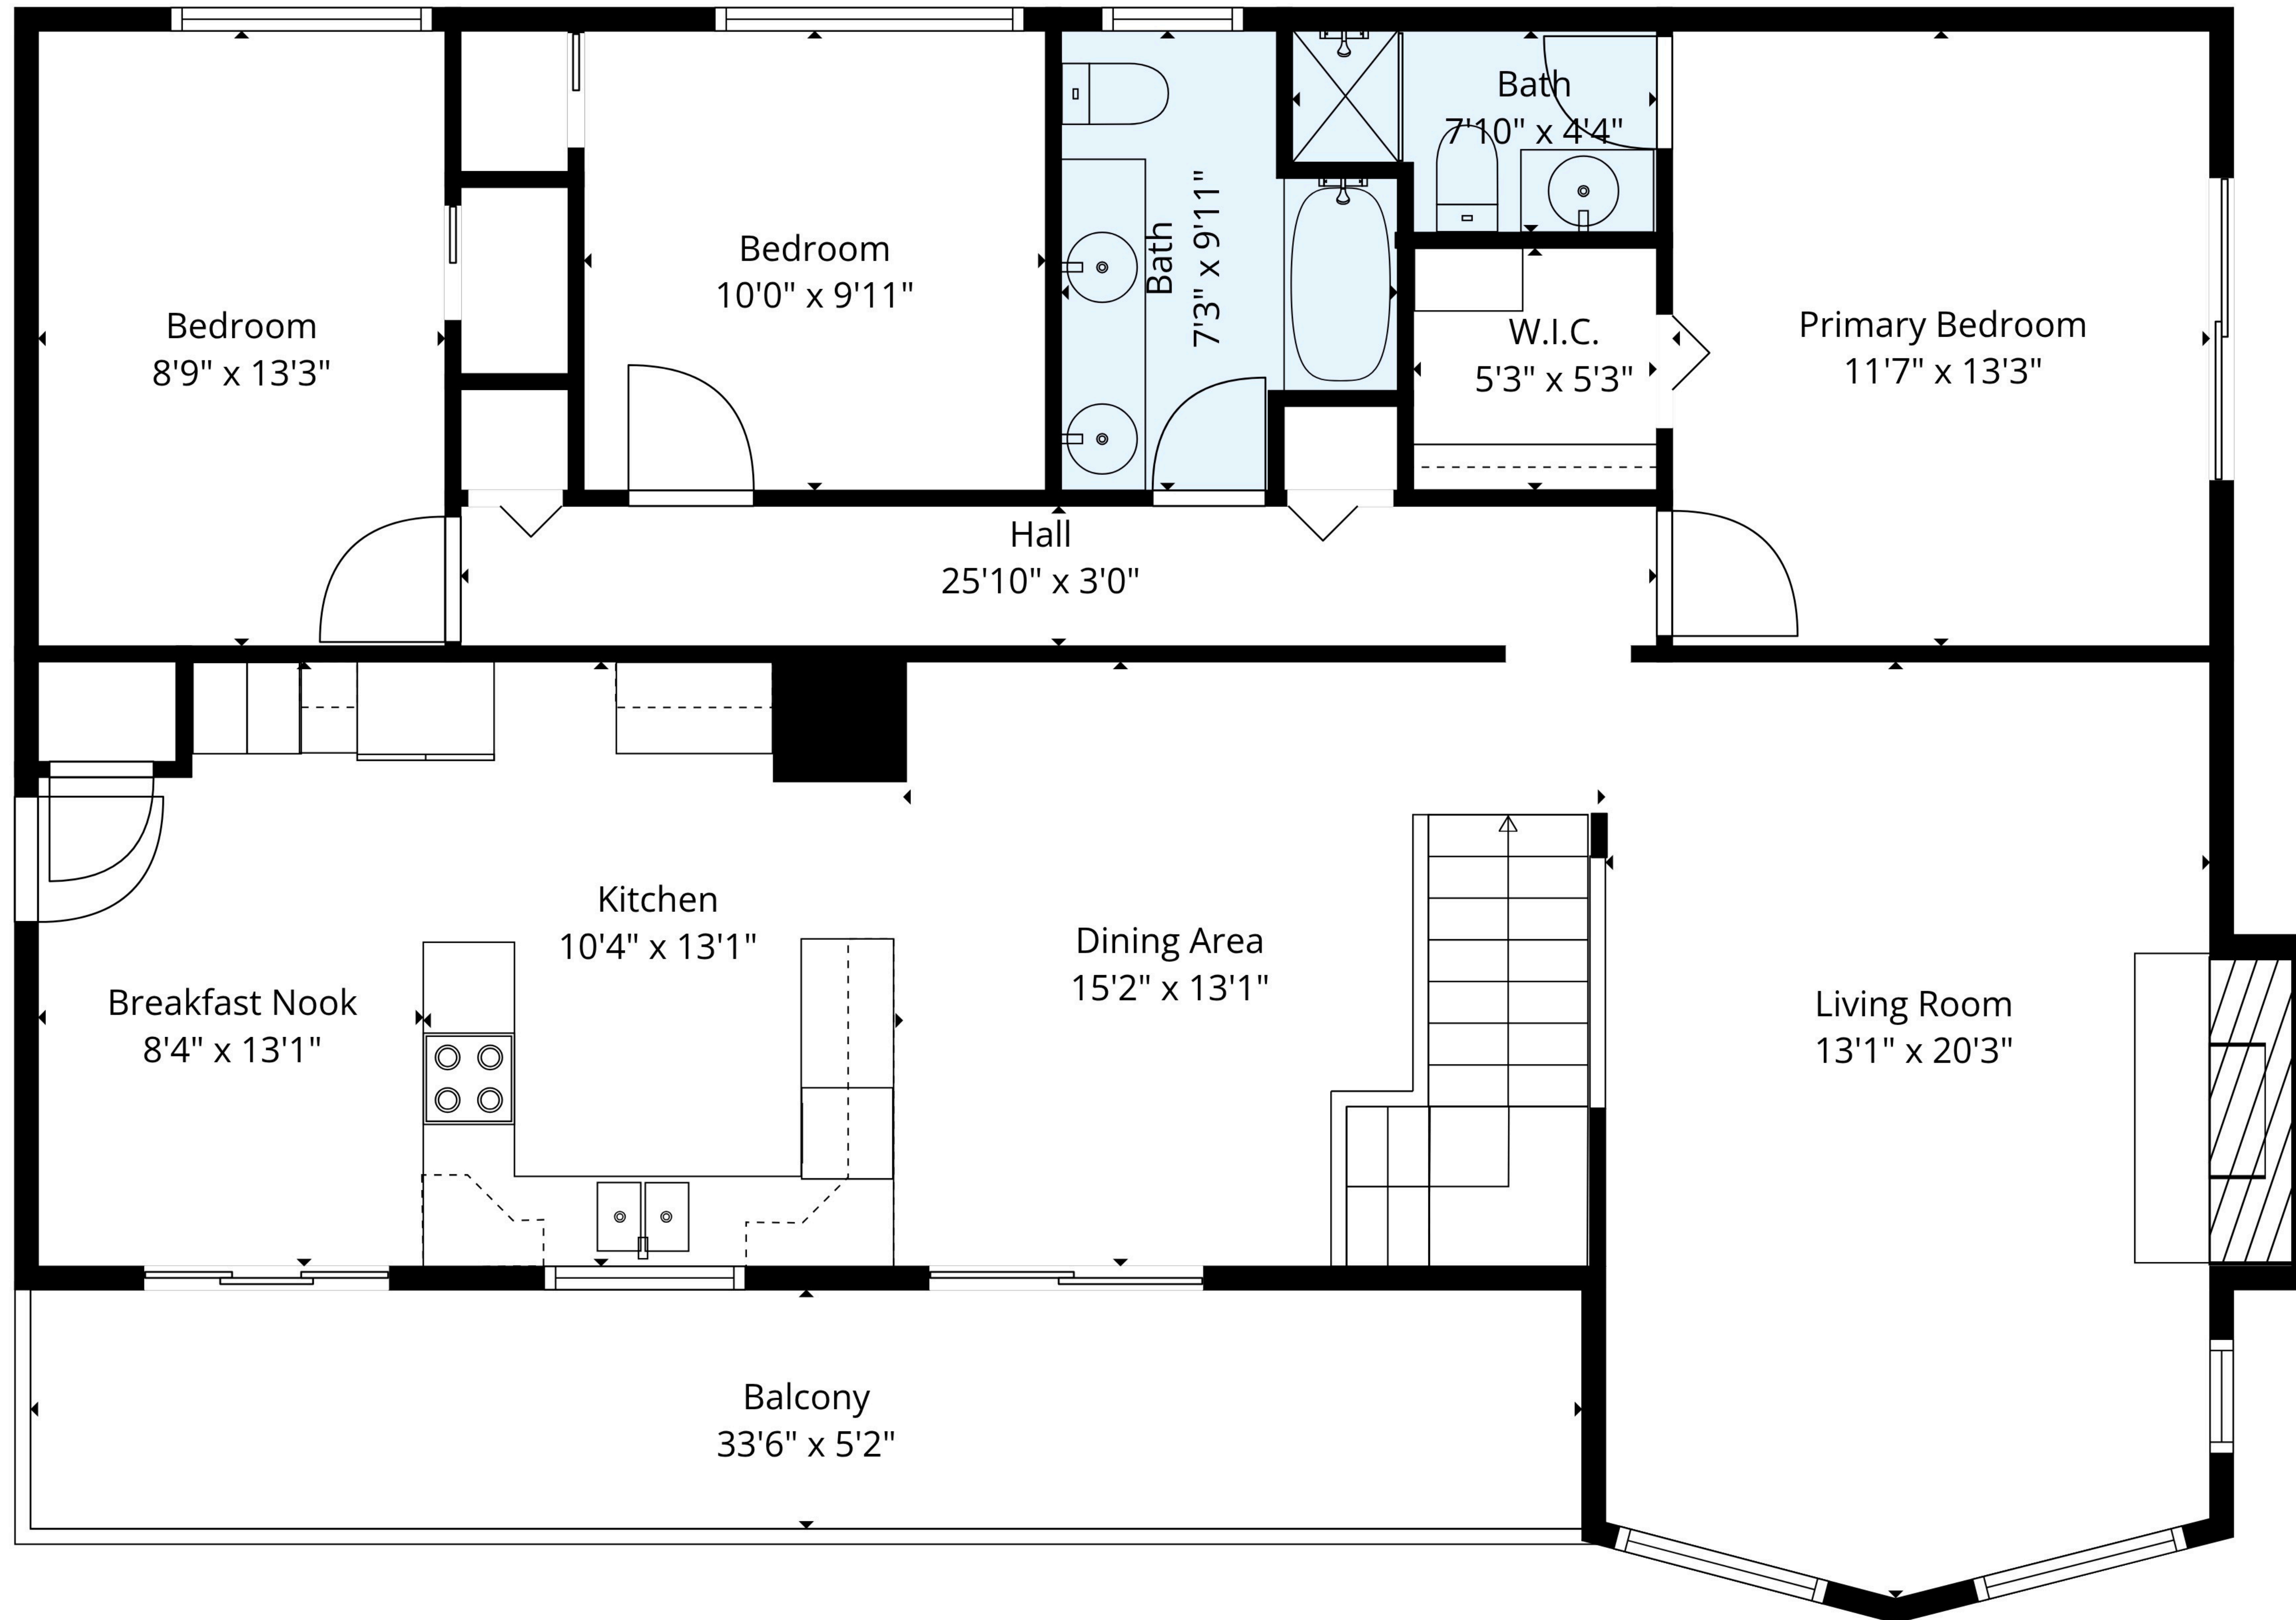 Bath
7'10" x 4'4"
Bedroom
10'0" x 9'11"
Bath
7'3" x 9'11"
Bedroom
8'9" x 13'3"
W.I.C.
5'3" x 5'3"
Primary Bedroom
11'7" x 13'3"
Hall
25'10" x 3'0"
Kitchen
10'4" x 13'1"
Dining Area
15'2" x 13'1"
Breakfast Nook
8'4" x 13'1"
Living Room
13'1" x 20'3"
Balcony
33'6" x 5'2"